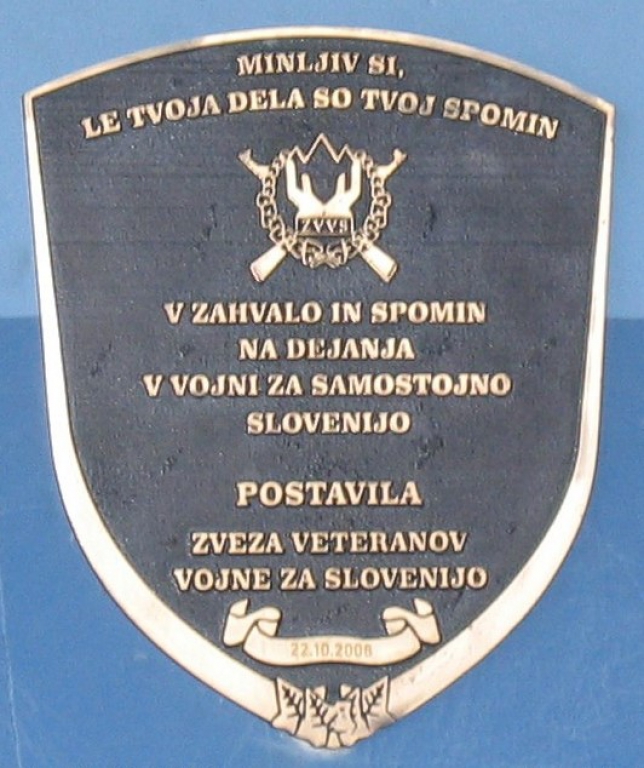 MINLJIV SI,
LE TVOJA DELA SO TVOJ SPOMIN
ZVVS
V ZAHVALO IN SPOMIN
NA DEJANJA
V VOJNI ZA SAMOSTOJNO
SLOVENIJO
POSTAVILA
ZVEZA VETERANOV
VOJNE ZA SLOVENIJO
22.10.2006